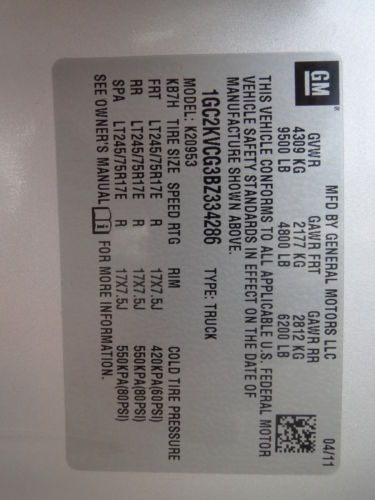 GM®
MFD BY GENERAL MOTORS LLC 04/11
GVWR GAWR FRT GAWR RR
4309 KG 2177 KG 2812 KG
9500 LB 4800 LB 6200 LB
THIS VEHICLE CONFORMS TO ALL APPLICABLE U.S. FEDERAL MOTOR
VEHICLE SAFETY STANDARDS IN EFFECT ON THE DATE OF
MANUFACTURE SHOWN ABOVE.
1GC2KVCG3BZ334286 TYPE: TRUCK
MODEL: K20953
KB7H TIRE SIZE SPEED RTG RIM COLD TIRE PRESSURE
FRT LT245/75R17E R 17X7.5J 420KPA(60PSI)
RR LT245/75R17E R 17X7.5J 550KPA(80PSI)
SPA LT245/75R17E R 17X7.5J 550KPA(80PSI)
SEE OWNER'S MANUAL i FOR MORE INFORMATION.